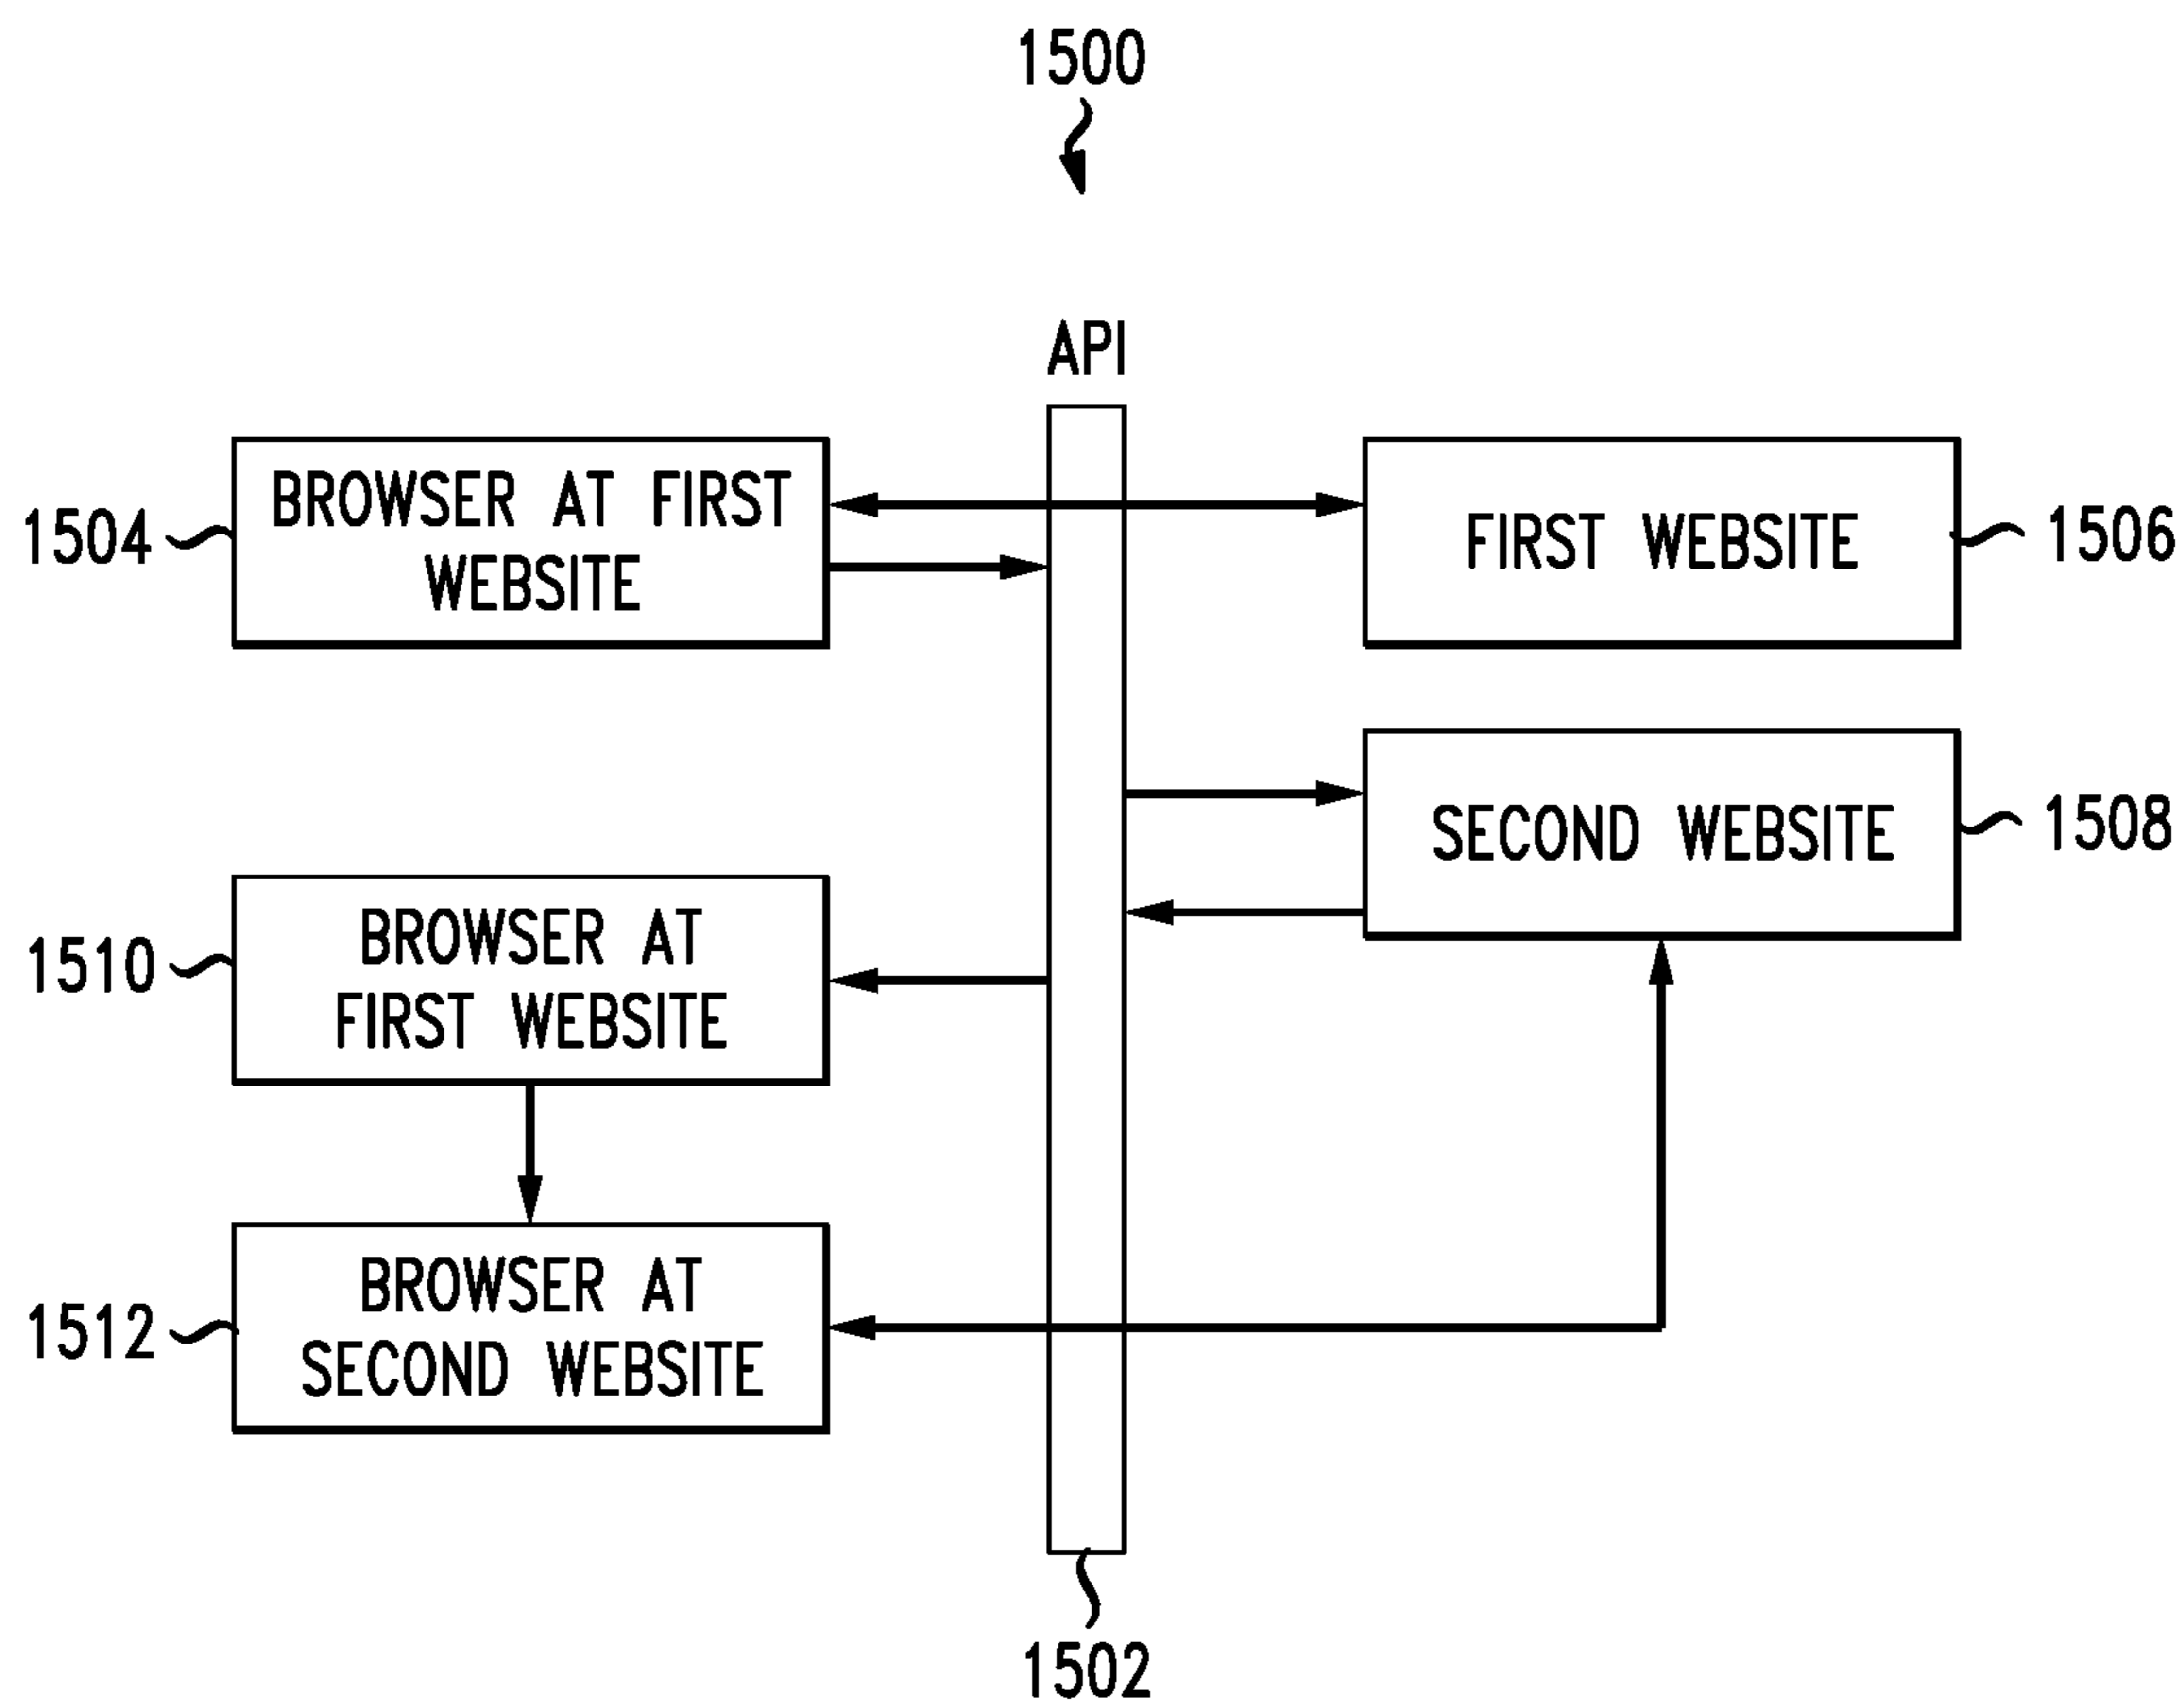 1500
API
BROWSER AT FIRST
WEBSITE
1504
FIRST WEBSITE
1506
SECOND WEBSITE
1508
BROWSER AT
FIRST WEBSITE
1510
BROWSER AT
SECOND WEBSITE
1512
1502